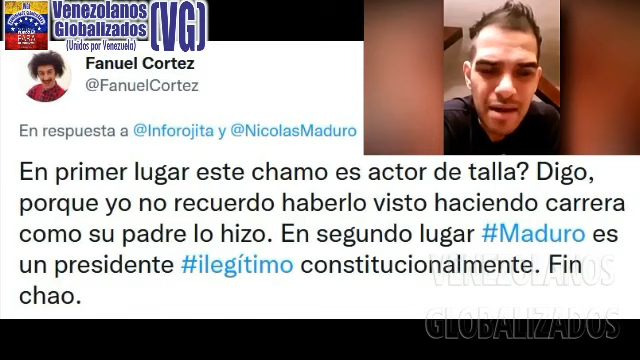 Venezolanos
Globalizados
(Unidos por Venezuela)
(VG)
Fanuel Cortez
@FanuelCortez
En respuesta a @Inforojita y @NicolasMaduro
En primer lugar este chamo es actor de talla? Digo,
porque yo no recuerdo haberlo visto haciendo carrera
como su padre lo hizo. En segundo lugar #Maduro es
un presidente #ilegítimo constitucionalmente. Fin
chao.
VENEZOLANOS
GLOBALIZADOS